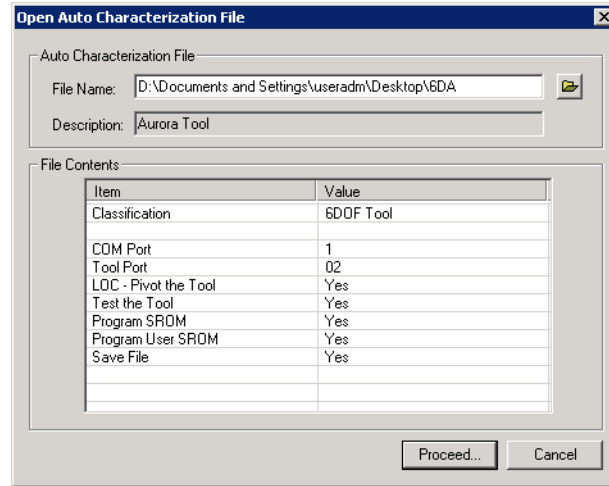 Open Auto Characterization File
Auto Characterization File
File Name: D:\Documents and Settings\useradm\Desktop\6DA
Description: Aurora Tool
File Contents
Item Value
Classification 6DOF Tool
COM Port 1
Tool Port 02
LOC - Pivot the Tool Yes
Test the Tool Yes
Program SROM Yes
Program User SROM Yes
Save File Yes
Proceed... Cancel